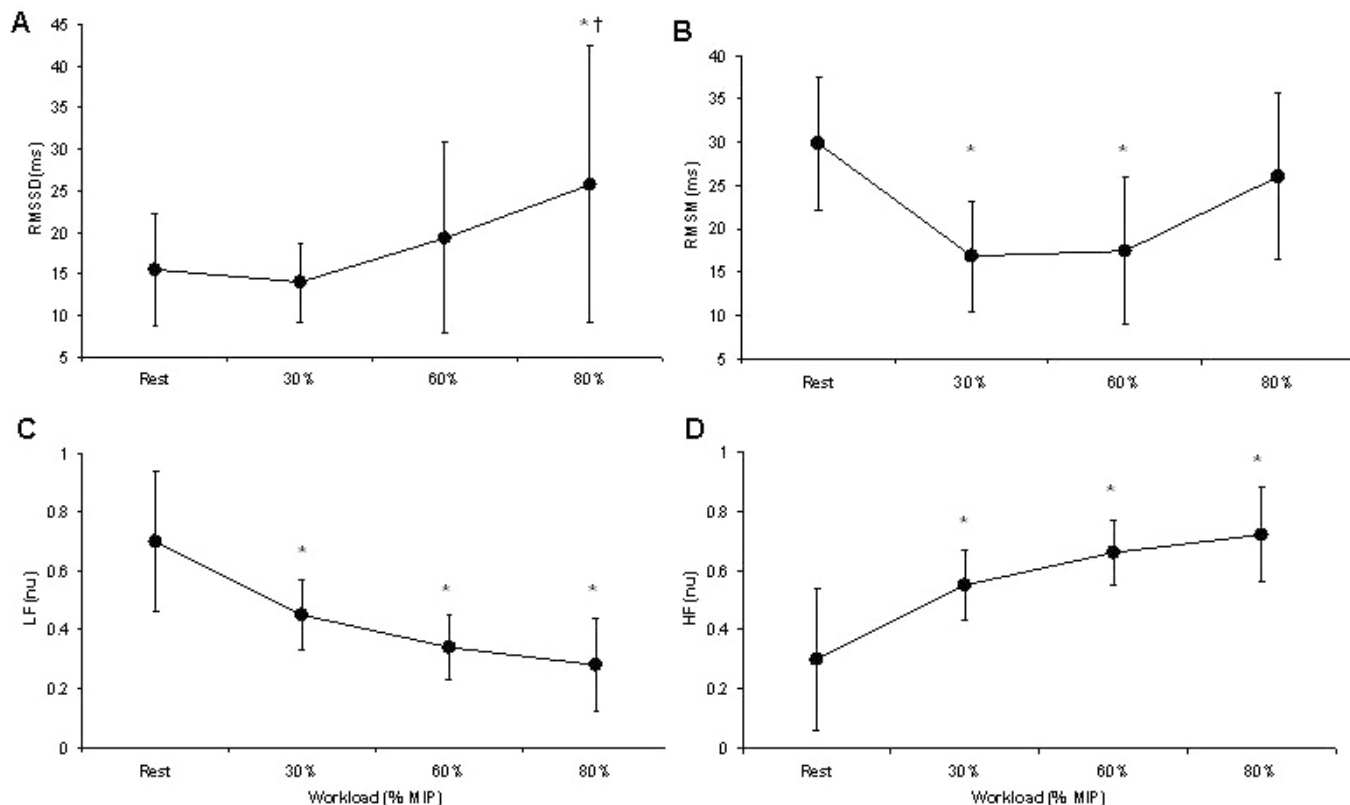 A
45
40
35
30
25
20
15
10
5
RMSSD (ms)
* †
Rest 30% 60% 80%
B
40
35
30
25
20
15
10
5
RMSM (ms)
* *
Rest 30% 60% 80%
C
1
0.8
0.6
0.4
0.2
0
LF (nu)
* * *
Rest 30% 60% 80%
Workload (% MIP)
D
1
0.8
0.6
0.4
0.2
0
HF (nu)
* * *
Rest 30% 60% 80%
Workload (% MIP)